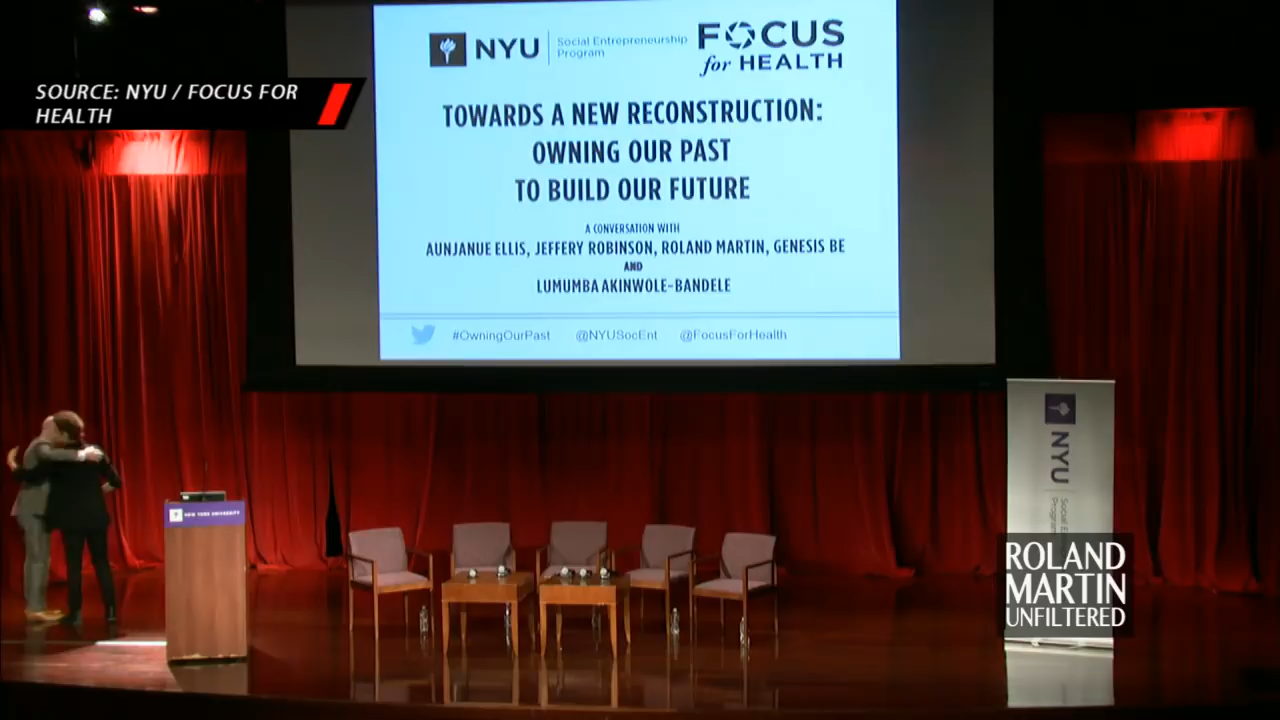 SOURCE: NYU / FOCUS FOR
HEALTH
NYU
Social Entrepreneurship
Program
FOCUS
for HEALTH
TOWARDS A NEW RECONSTRUCTION:
OWNING OUR PAST
TO BUILD OUR FUTURE
A CONVERSATION WITH
AUNJANUE ELLIS, JEFFERY ROBINSON, ROLAND MARTIN, GENESIS BE
AND
LUMUMBA AKINWOLE-BANDELE
#OwningOurPast @NYUSocEnt @FocusForHealth
NYU
NEW YORK UNIVERSITY
ROLAND
MARTIN
UNFILTERED